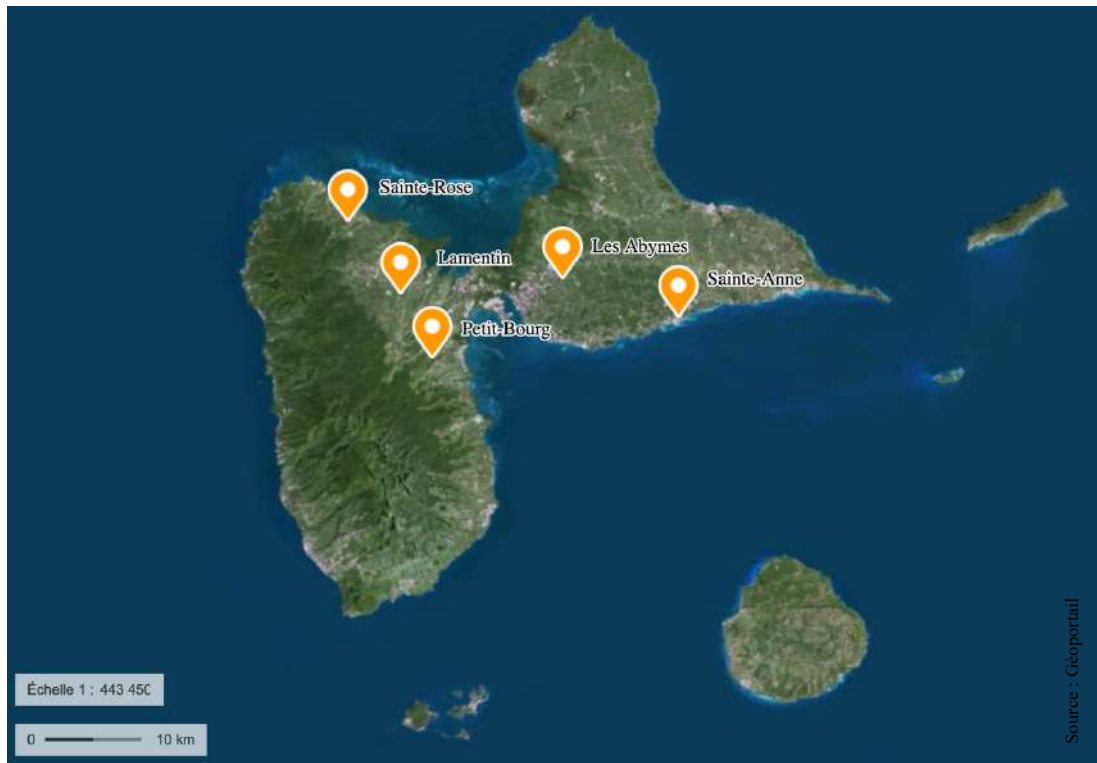 Sainte-Rose
Les Abymes
Lamentin
Sainte-Anne
Petit-Bourg
Échelle 1 : 443 450
0 10 km
Source : Géoportail